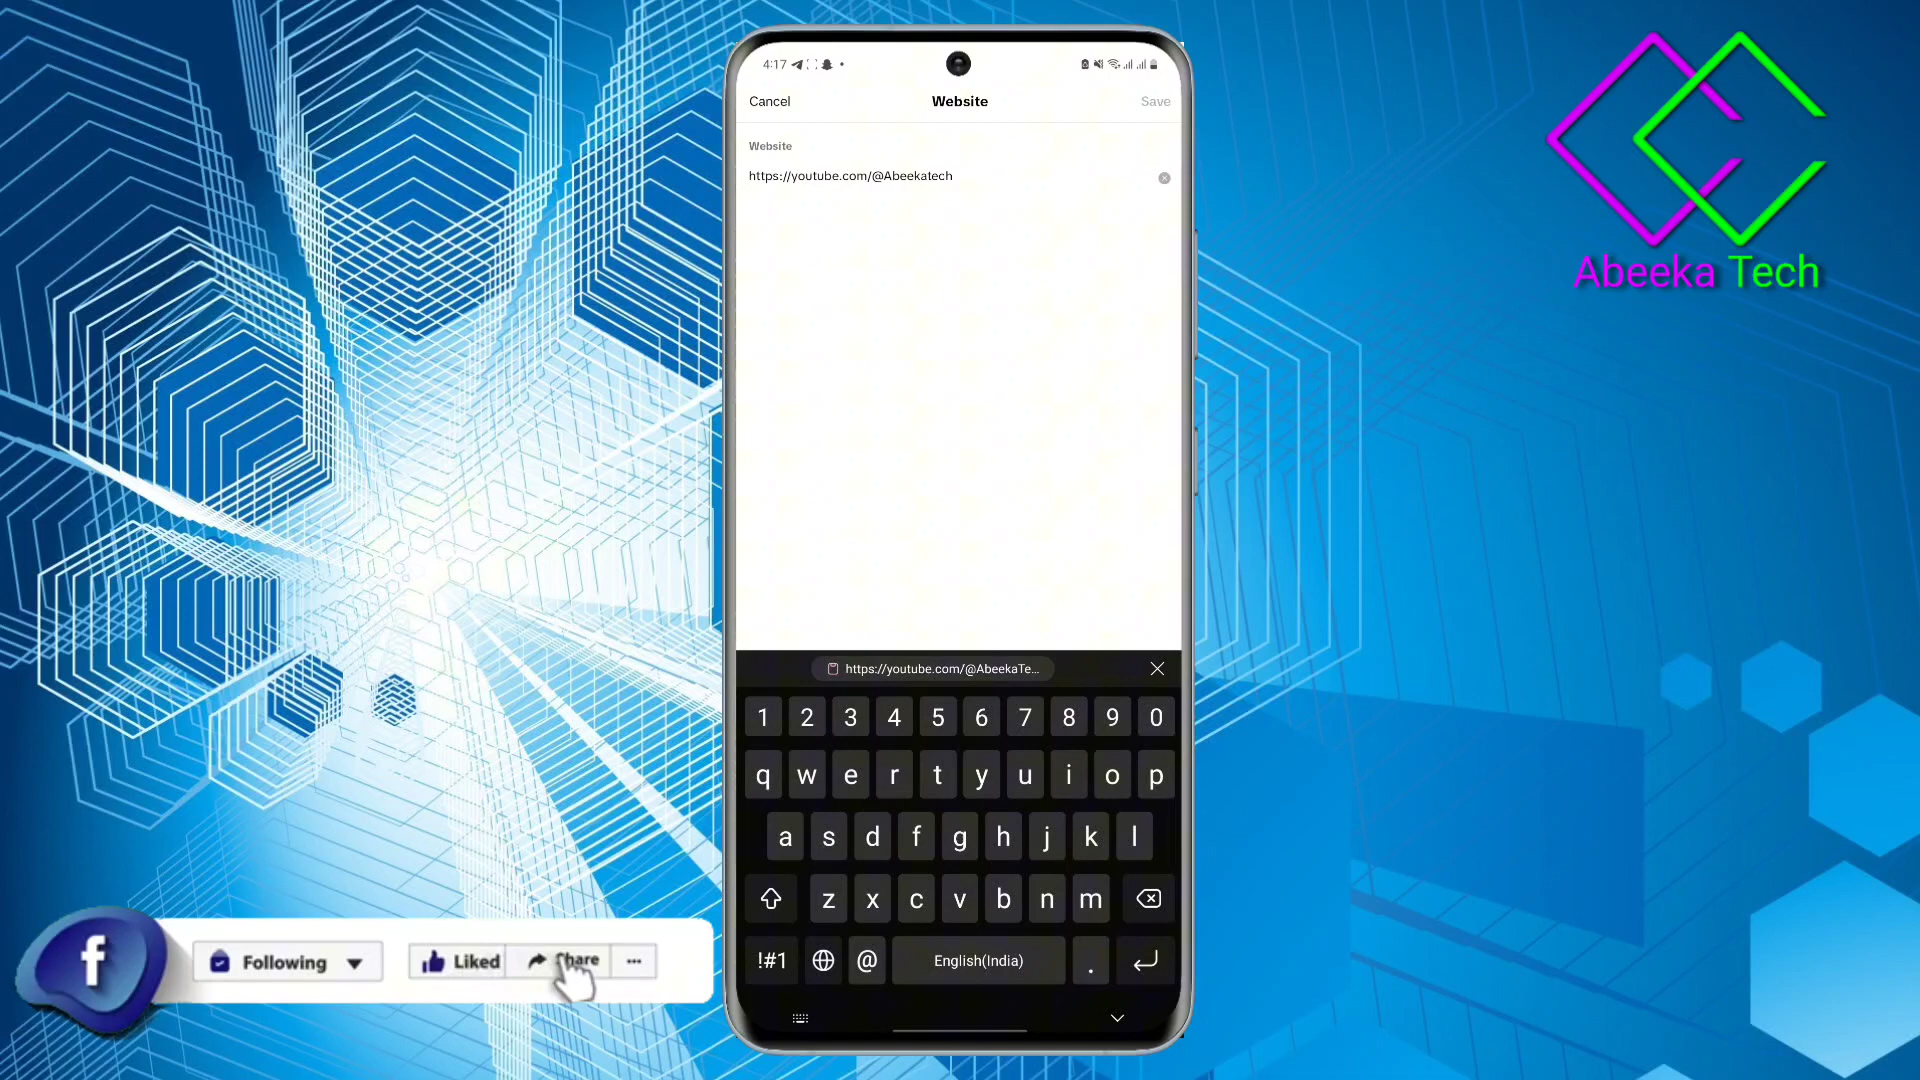 4:17
Cancel
Website
Save
Website
https://youtube.com/@Abeekatech
https://youtube.com/@AbeekaTe...
1 2 3 4 5 6 7 8 9 0
q w e r t y u i o p
a s d f g h j k l
z x c v b n m
!#1 @ English(India) .
Abeeka Tech
f
Following
Liked
Share